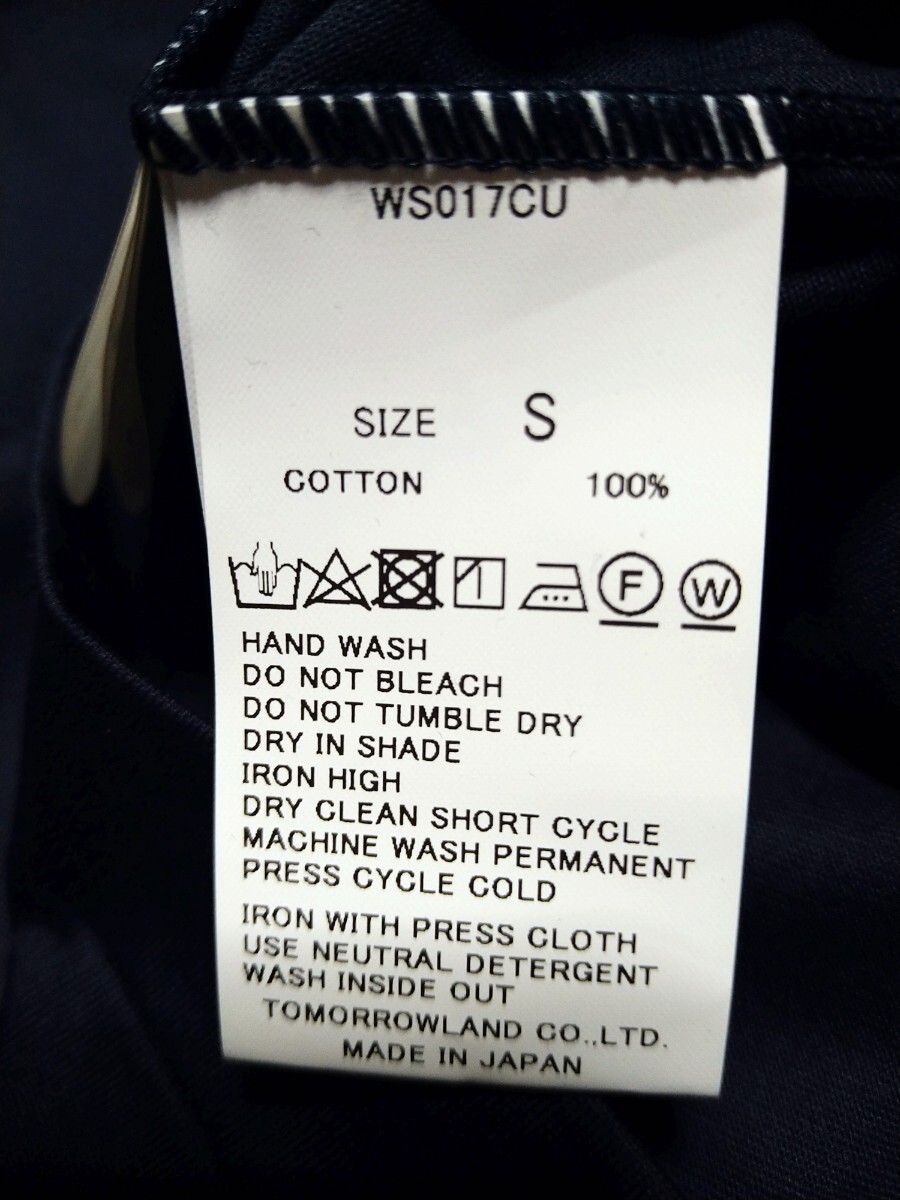 WS017CU
SIZE S
COTTON 100%
F W
HAND WASH
DO NOT BLEACH
DO NOT TUMBLE DRY
DRY IN SHADE
IRON HIGH
DRY CLEAN SHORT CYCLE
MACHINE WASH PERMANENT
PRESS CYCLE COLD
IRON WITH PRESS CLOTH
USE NEUTRAL DETERGENT
WASH INSIDE OUT
TOMORROWLAND CO.,LTD.
MADE IN JAPAN